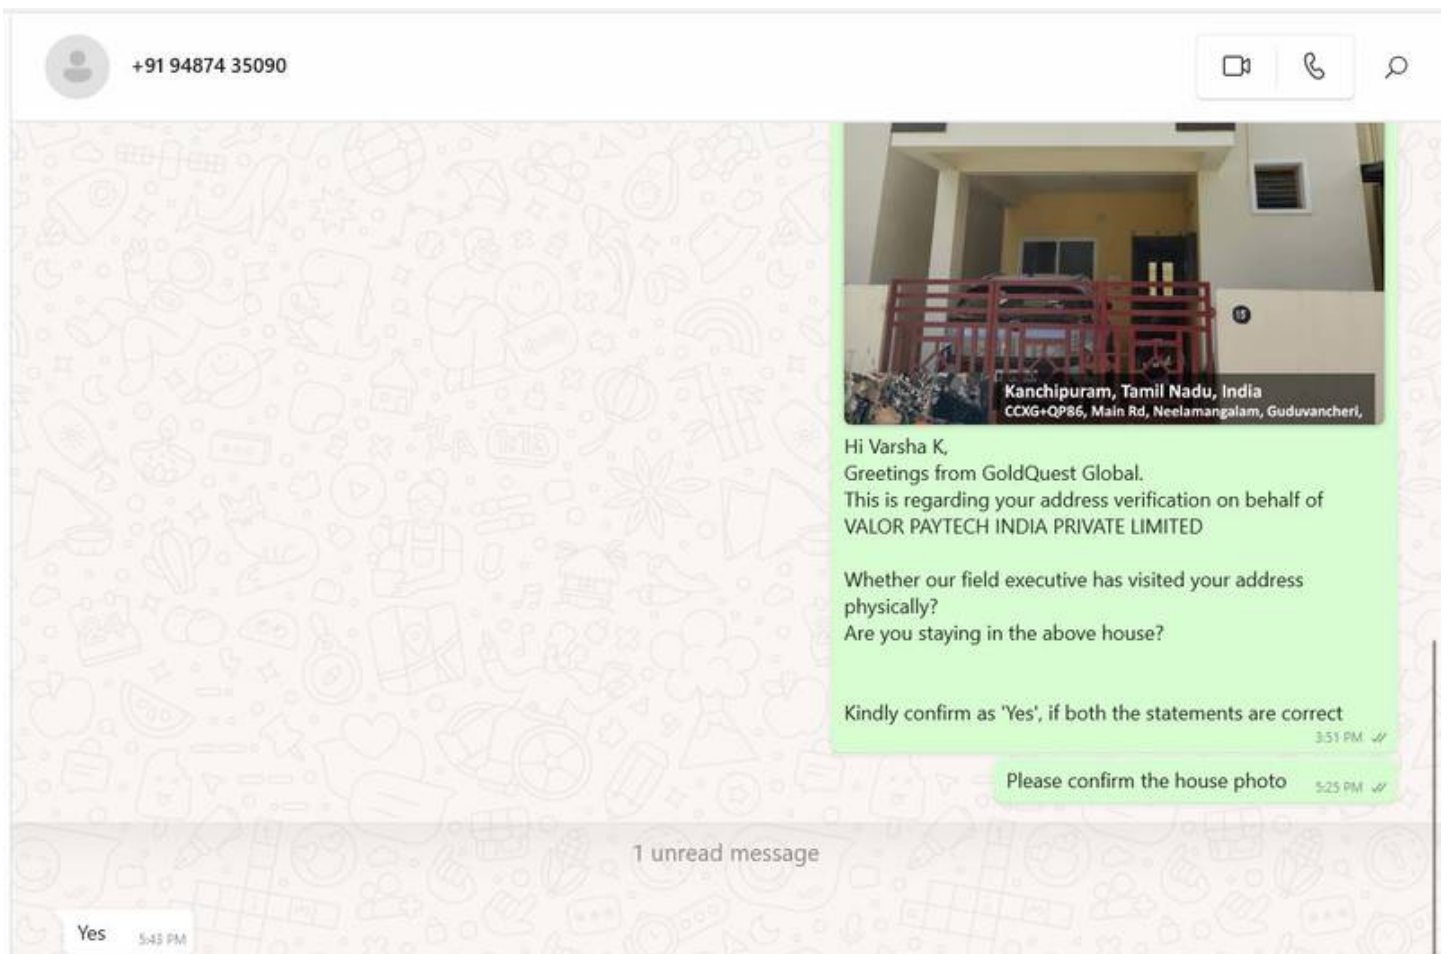 +91 94874 35090
15
Kanchipuram, Tamil Nadu, India
CCXG+QP86, Main Rd, Neelamangalam, Guduvancheri,
Hi Varsha K,
Greetings from GoldQuest Global.
This is regarding your address verification on behalf of
VALOR PAYTECH INDIA PRIVATE LIMITED
Whether our field executive has visited your address
physically?
Are you staying in the above house?
Kindly confirm as 'Yes', if both the statements are correct
3:51 PM
Please confirm the house photo 5:25 PM
1 unread message
Yes 5:43 PM